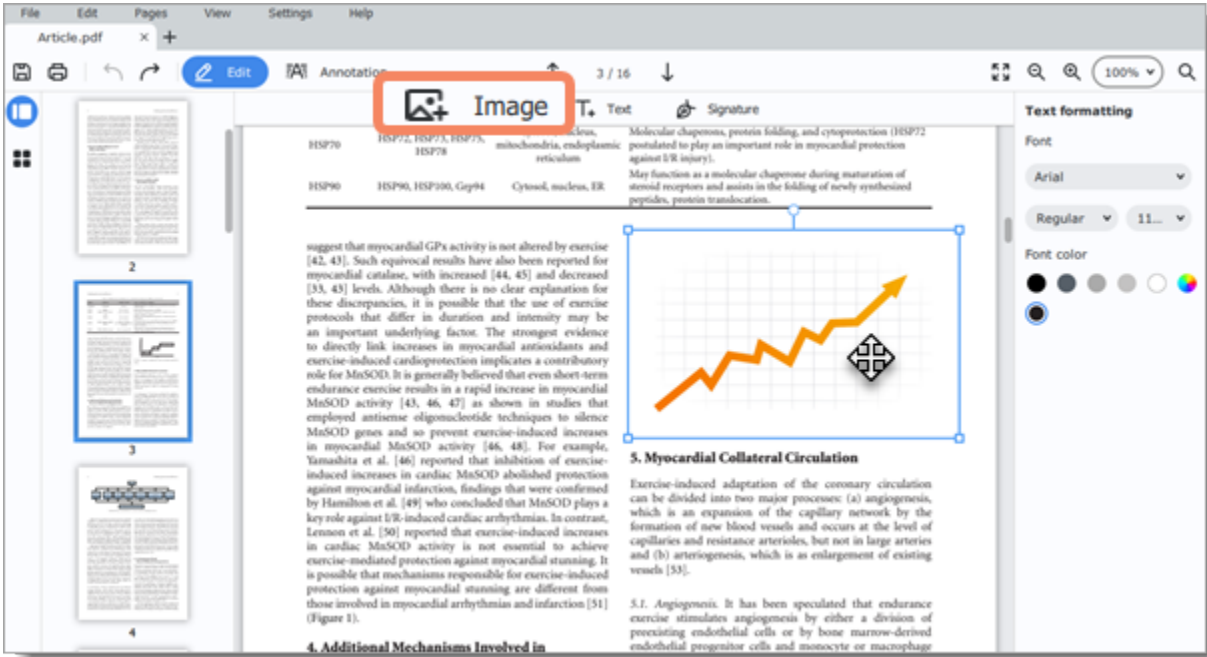 File Edit Pages View Settings Help
Article.pdf
Edit Annotation 3 / 16 100%
Image Text Signature
2
3
4
HSP70 HSP72, HSP73, HSP75, HSP78 mitochondria, endoplasmic reticulum Molecular chaperons, protein folding, and cytoprotection (HSP72 postulated to play an important role in myocardial protection against I/R injury).
HSP90 HSP90, HSP100, Grp94 Cytosol, nucleus, ER May function as a molecular chaperone during maturation of steroid receptors and assists in the folding of newly synthesized peptides, protein translocation.
suggest that myocardial GPx activity is not altered by exercise
[42, 43]. Such equivocal results have also been reported for
myocardial catalase, with increased [44, 45] and decreased
[33, 43] levels. Although there is no clear explanation for
these discrepancies, it is possible that the use of exercise
protocols that differ in duration and intensity may be
an important underlying factor. The strongest evidence
to directly link increases in myocardial antioxidants and
exercise-induced cardioprotection implicates a contributory
role for MnSOD. It is generally believed that even short-term
endurance exercise results in a rapid increase in myocardial
MnSOD activity [43, 46, 47] as shown in studies that
employed antisense oligonucleotide techniques to silence
MnSOD genes and so prevent exercise-induced increases
in myocardial MnSOD activity [46, 48]. For example,
Yamashita et al. [46] reported that inhibition of exercise-
induced increases in cardiac MnSOD abolished protection
against myocardial infarction, findings that were confirmed
by Hamilton et al. [49] who concluded that MnSOD plays a
key role against I/R-induced cardiac arrhythmias. In contrast,
Lennon et al. [50] reported that exercise-induced increases
in cardiac MnSOD activity is not essential to achieve
exercise-mediated protection against myocardial stunning. It
is possible that mechanisms responsible for exercise-induced
protection against myocardial stunning are different from
those involved in myocardial arrhythmias and infarction [51]
(Figure 1).
4. Additional Mechanisms Involved in
5. Myocardial Collateral Circulation
Exercise-induced adaptation of the coronary circulation
can be divided into two major processes: (a) angiogenesis,
which is an expansion of the capillary network by the
formation of new blood vessels and occurs at the level of
capillaries and resistance arterioles, but not in large arteries
and (b) arteriogenesis, which is as enlargement of existing
vessels [53].
5.1. Angiogenesis. It has been speculated that endurance
exercise stimulates angiogenesis by either a division of
preexisting endothelial cells or by bone marrow-derived
endothelial progenitor cells and monocyte or macrophage
Text formatting
Font
Arial
Regular 11...
Font color